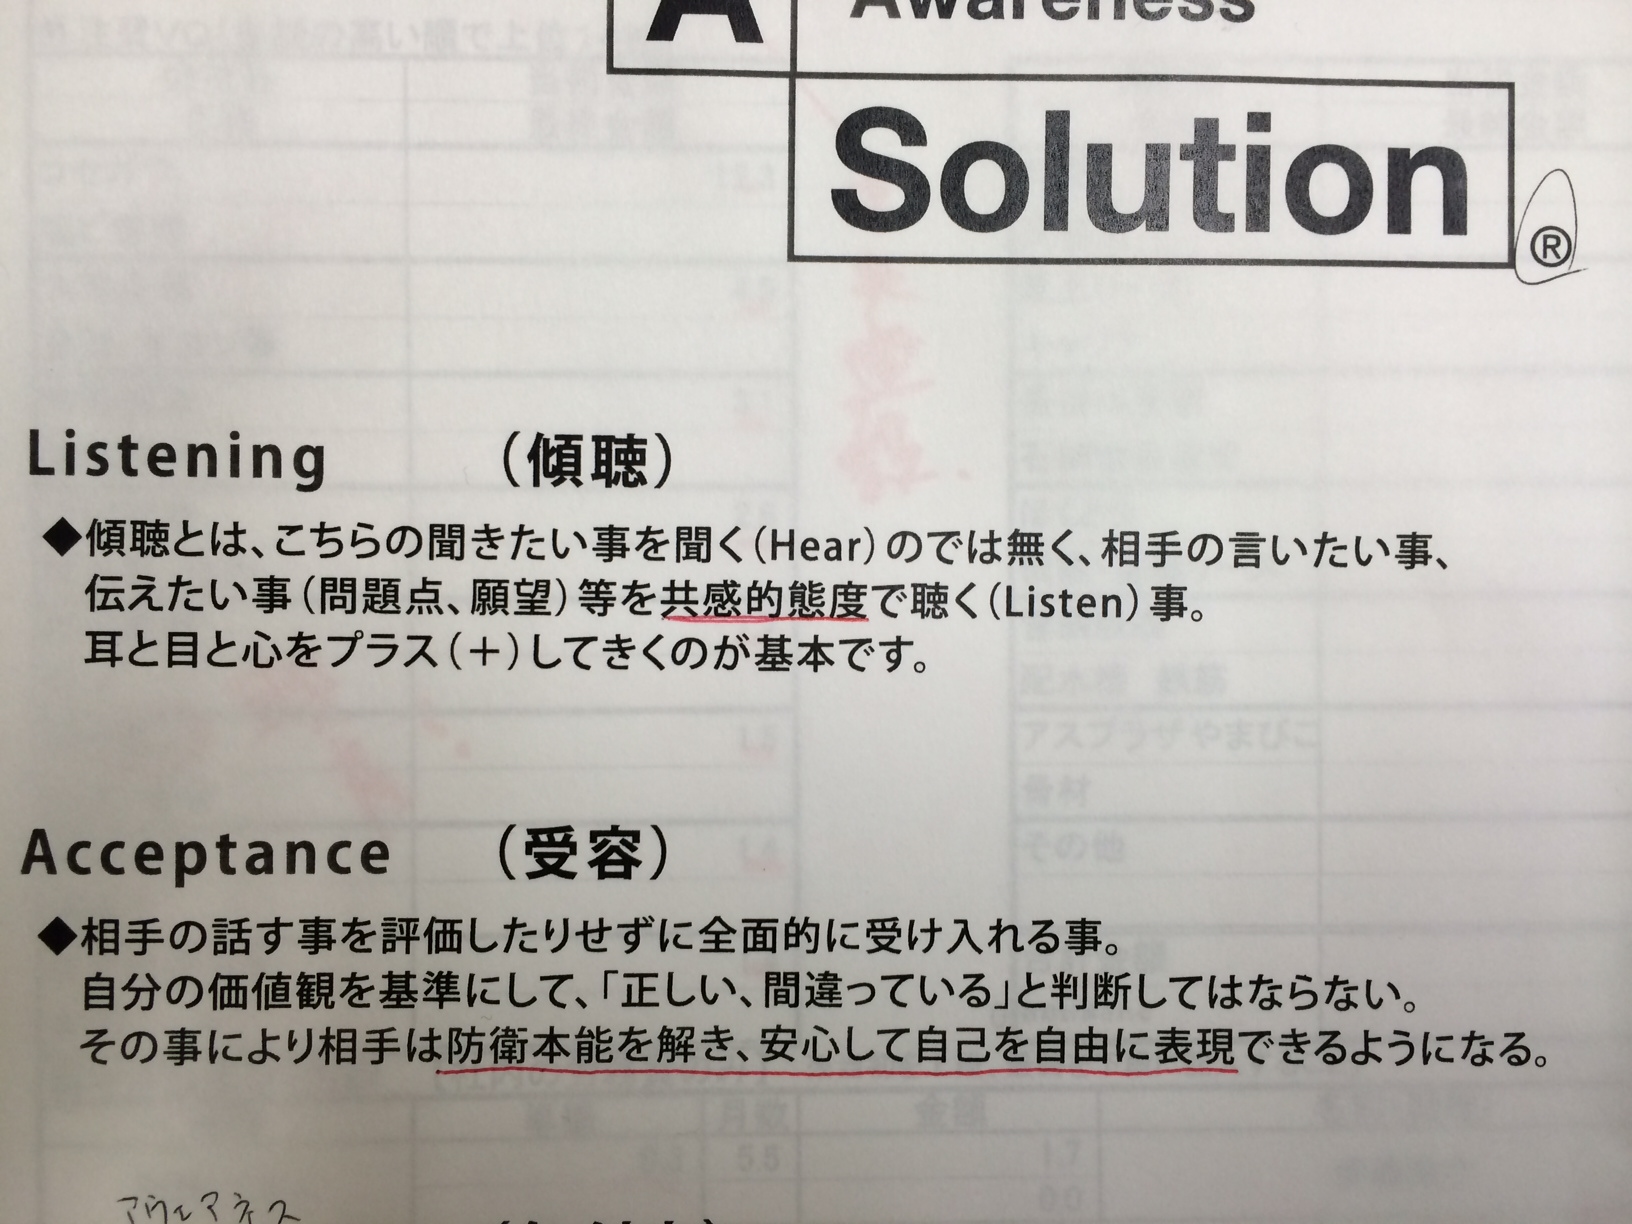 A Awareness
Solution
®
Listening （傾聴）
◆傾聴とは、こちらの聞きたい事を聞く（Hear）のでは無く、相手の言いたい事、
伝えたい事（問題点、願望）等を共感的態度で聴く（Listen）事。
耳と目と心をプラス（＋）してきくのが基本です。
Acceptance （受容）
◆相手の話す事を評価したりせずに全面的に受け入れる事。
自分の価値観を基準にして、「正しい、間違っている」と判断してはならない。
その事により相手は防衛本能を解き、安心して自己を自由に表現できるようになる。
アウェアネス